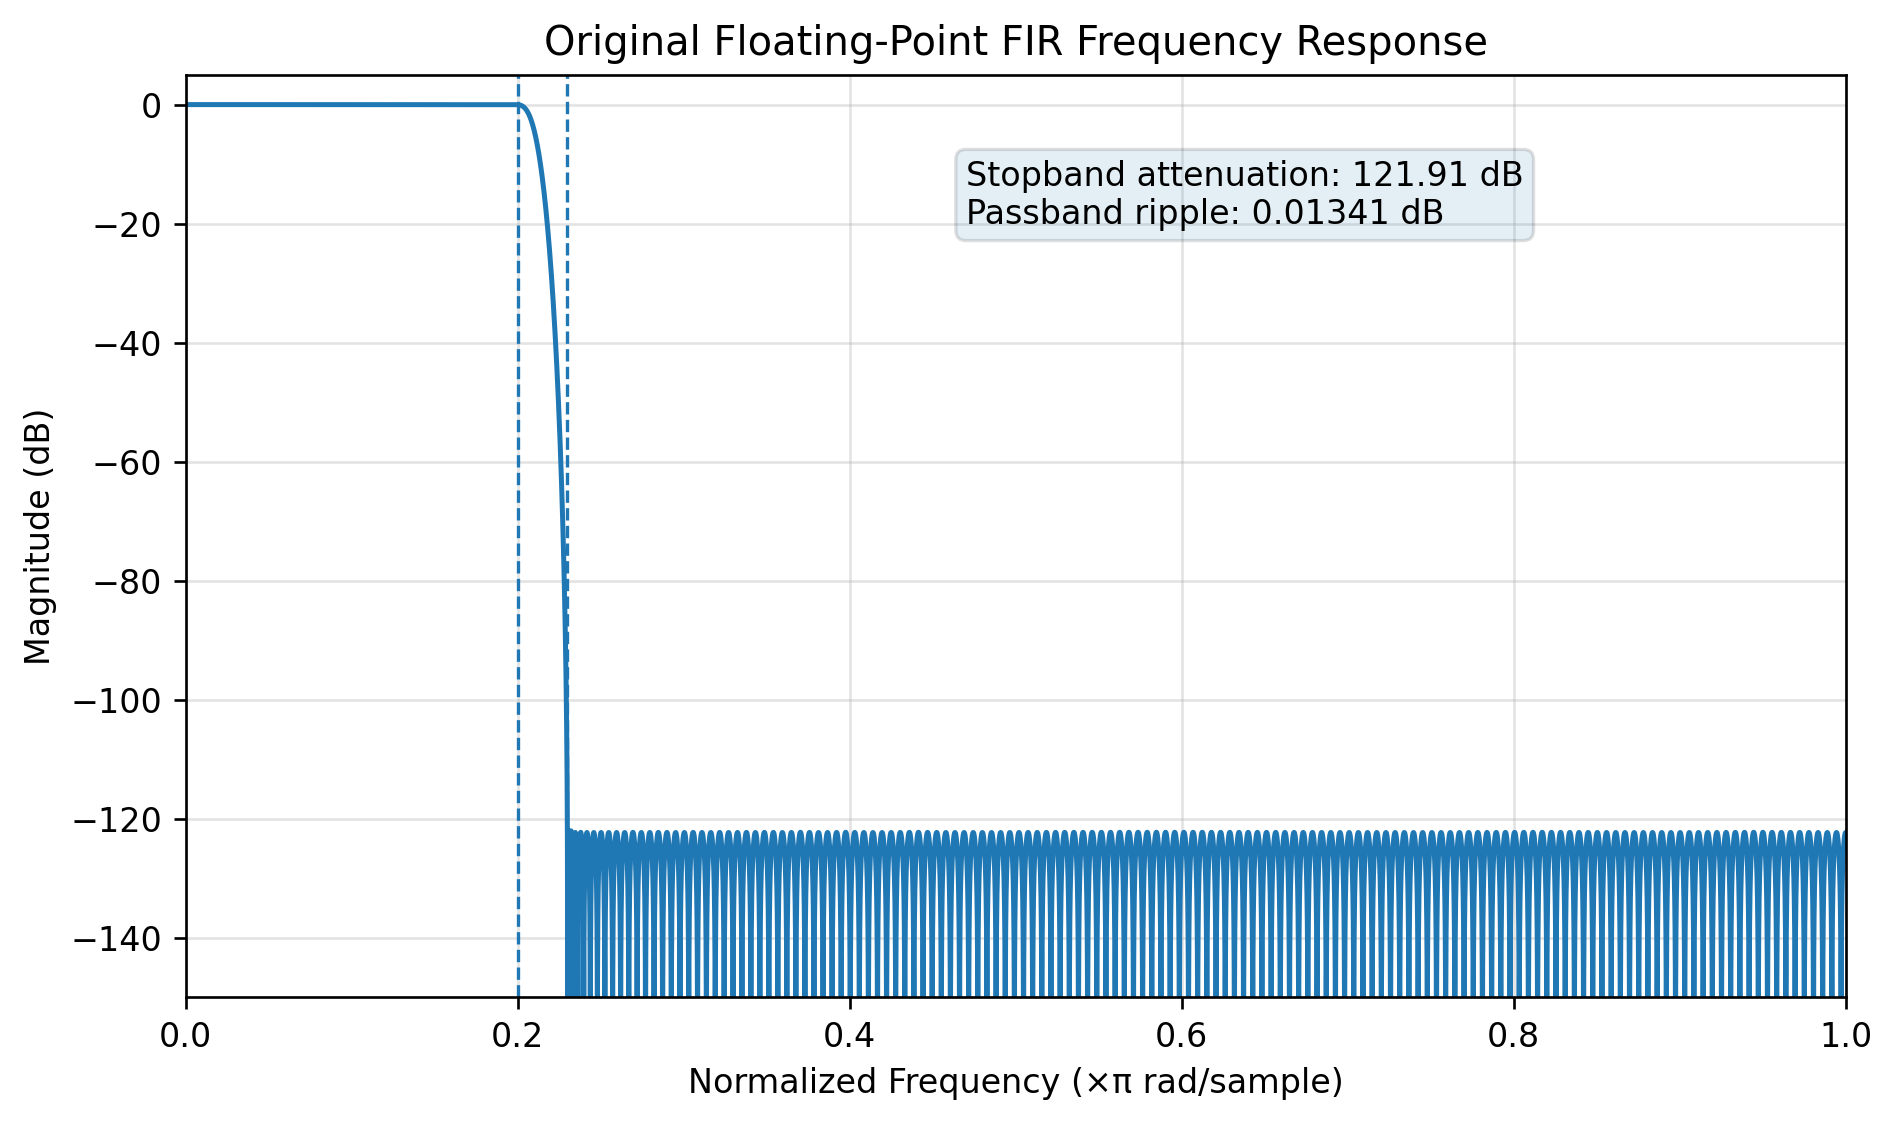 Original Floating-Point FIR Frequency Response
Stopband attenuation: 121.91 dB
Passband ripple: 0.01341 dB
Magnitude (dB)
0
−20
−40
−60
−80
−100
−120
−140
0.0 0.2 0.4 0.6 0.8 1.0
Normalized Frequency (×π rad/sample)